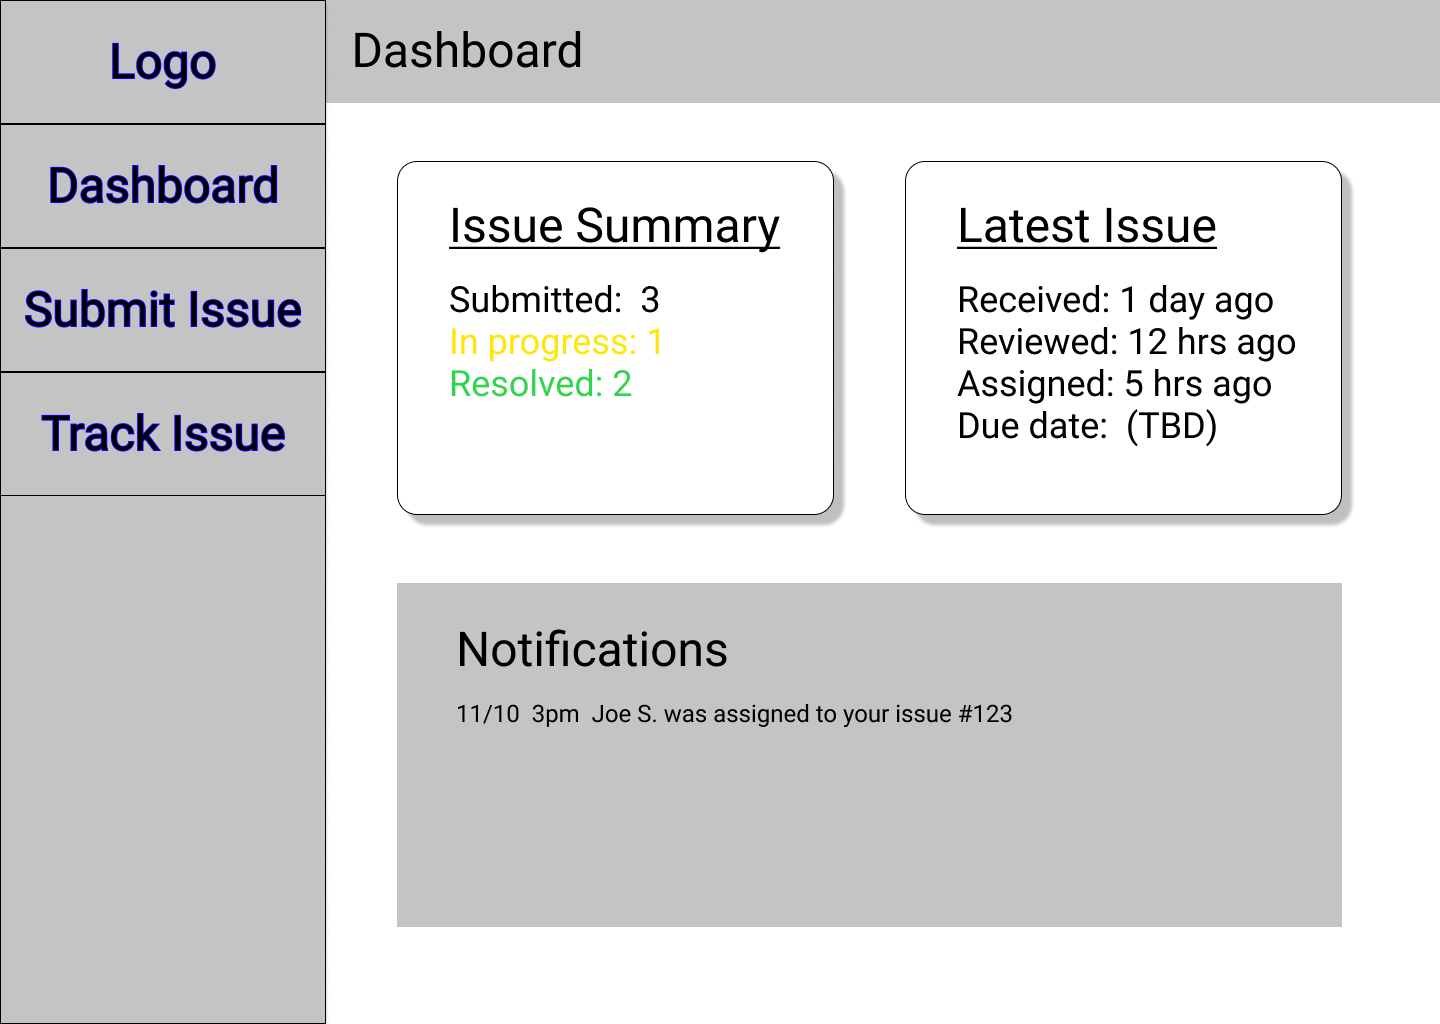 Logo
Dashboard
Submit Issue
Track Issue
Dashboard
Issue Summary
Submitted:  3
In progress: 1
Resolved: 2
Latest Issue
Received: 1 day ago
Reviewed: 12 hrs ago
Assigned: 5 hrs ago
Due date:  (TBD)
Notifications
11/10  3pm  Joe S. was assigned to your issue #123